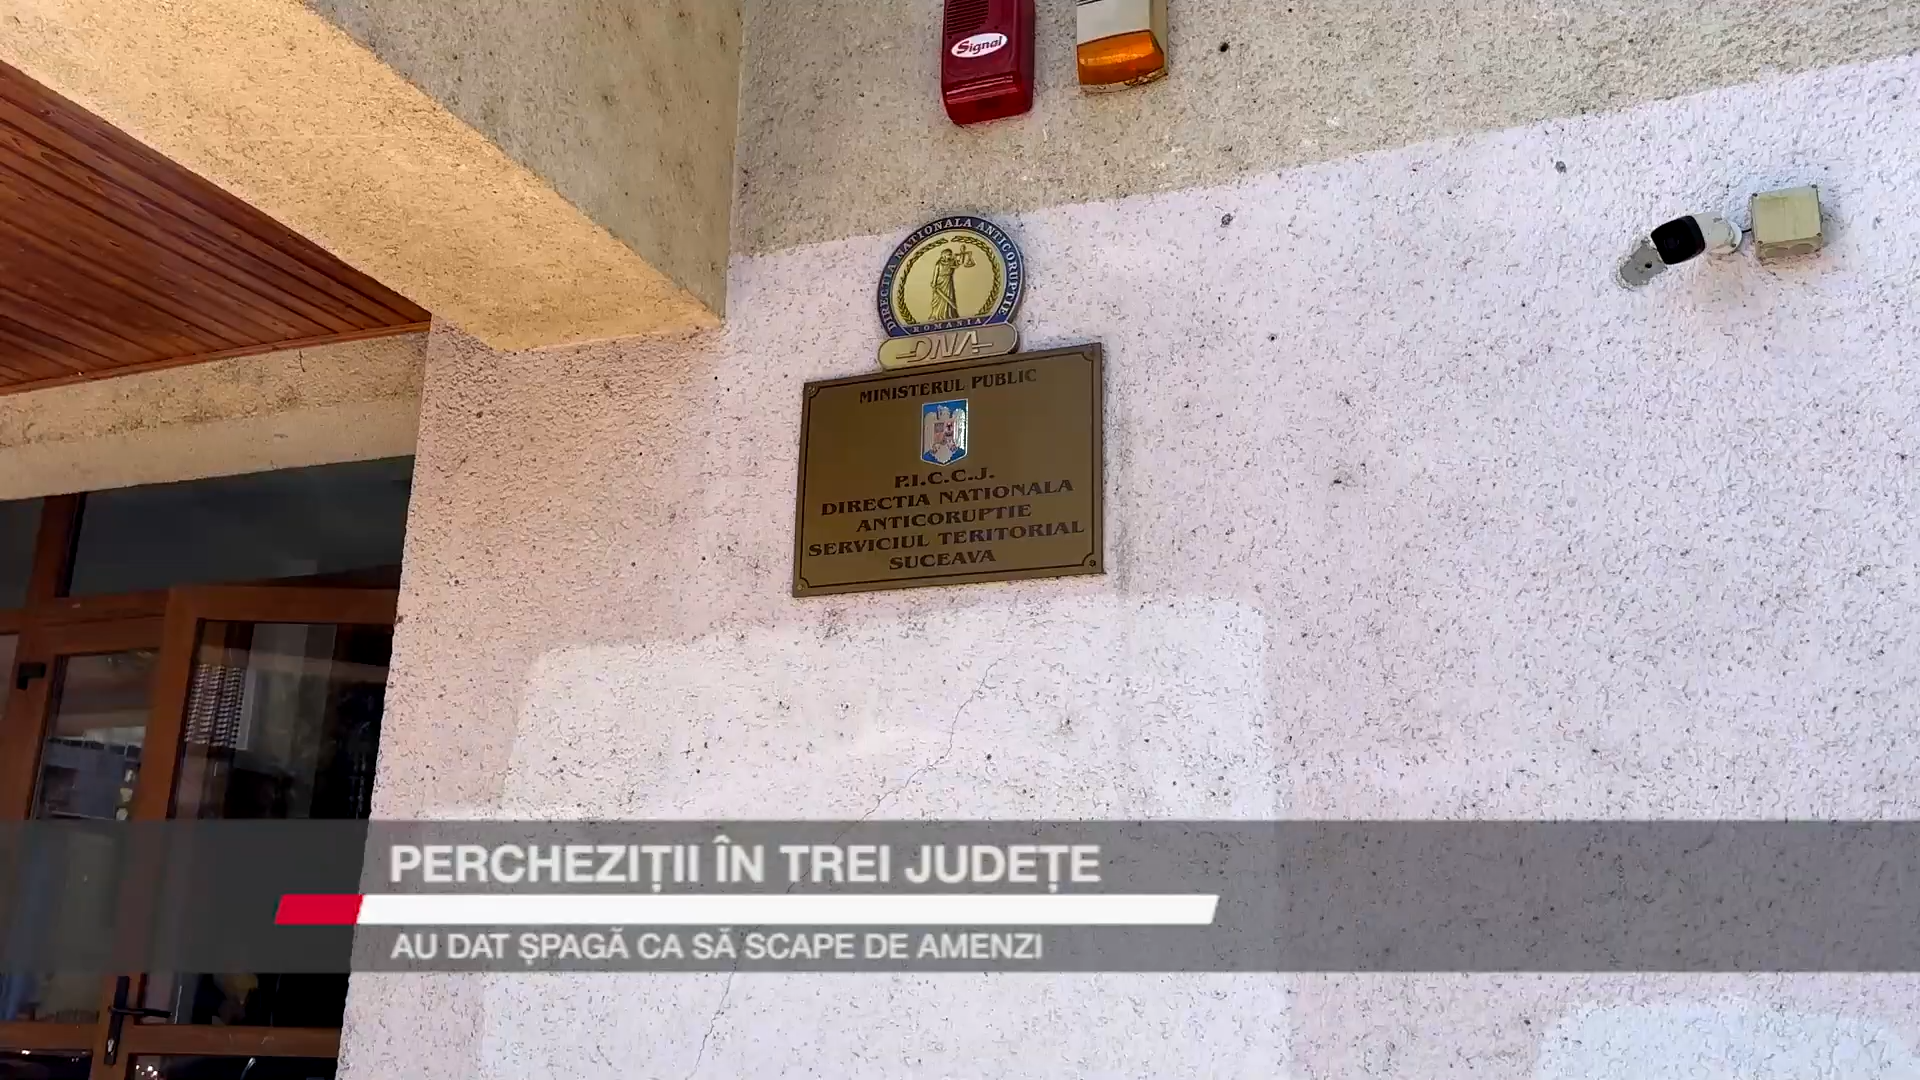 Signal
DIRECTIA NATIONALA ANTICORUPTIE
ROMANIA
DNA
MINISTERUL PUBLIC
P.I.C.C.J.
DIRECTIA NATIONALA
ANTICORUPTIE
SERVICIUL TERITORIAL
SUCEAVA
PERCHEZIȚII ÎN TREI JUDEȚE
AU DAT ȘPAGĂ CA SĂ SCAPE DE AMENZI